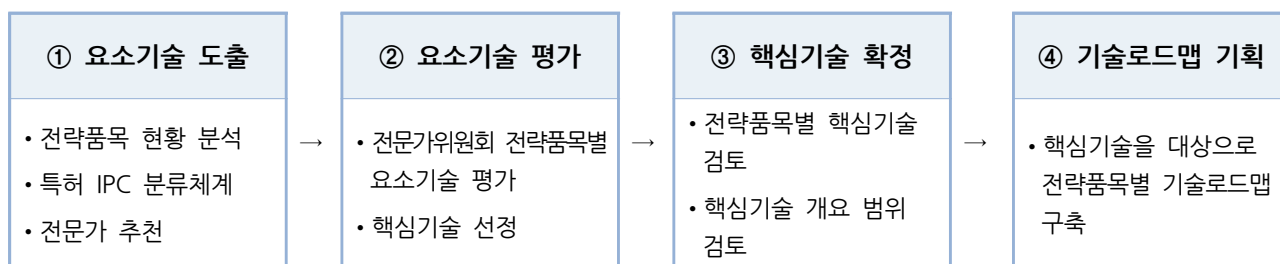 ① 요소기술 도출
• 전략품목 현황 분석
• 특허 IPC 분류체계
• 전문가 추천
→
② 요소기술 평가
• 전문가위원회 전략품목별
요소기술 평가
• 핵심기술 선정
→
③ 핵심기술 확정
• 전략품목별 핵심기술
검토
• 핵심기술 개요 범위
검토
→
④ 기술로드맵 기획
• 핵심기술을 대상으로
전략품목별 기술로드맵
구축